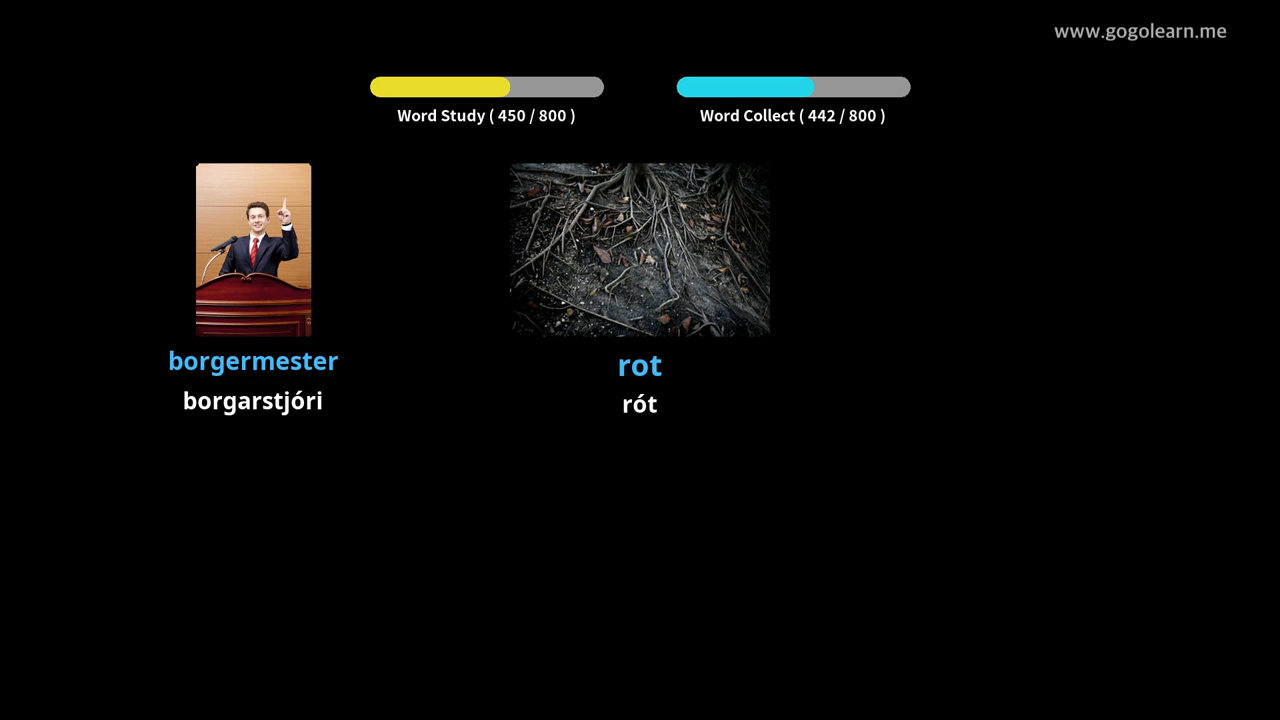 www.gogolearn.me
Word Study ( 450 / 800 )
Word Collect ( 442 / 800 )
borgermester
borgarstjóri
rot
rót